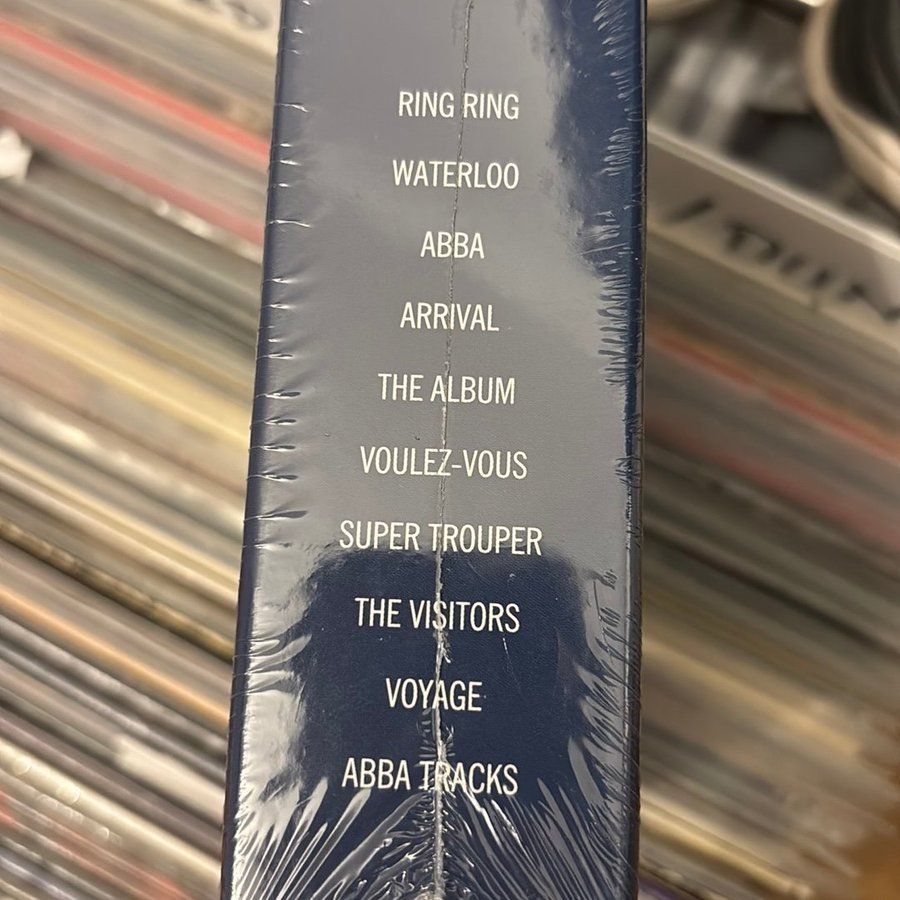 RING RING
WATERLOO
ABBA
ARRIVAL
THE ALBUM
VOULEZ-VOUS
SUPER TROUPER
THE VISITORS
VOYAGE
ABBA TRACKS